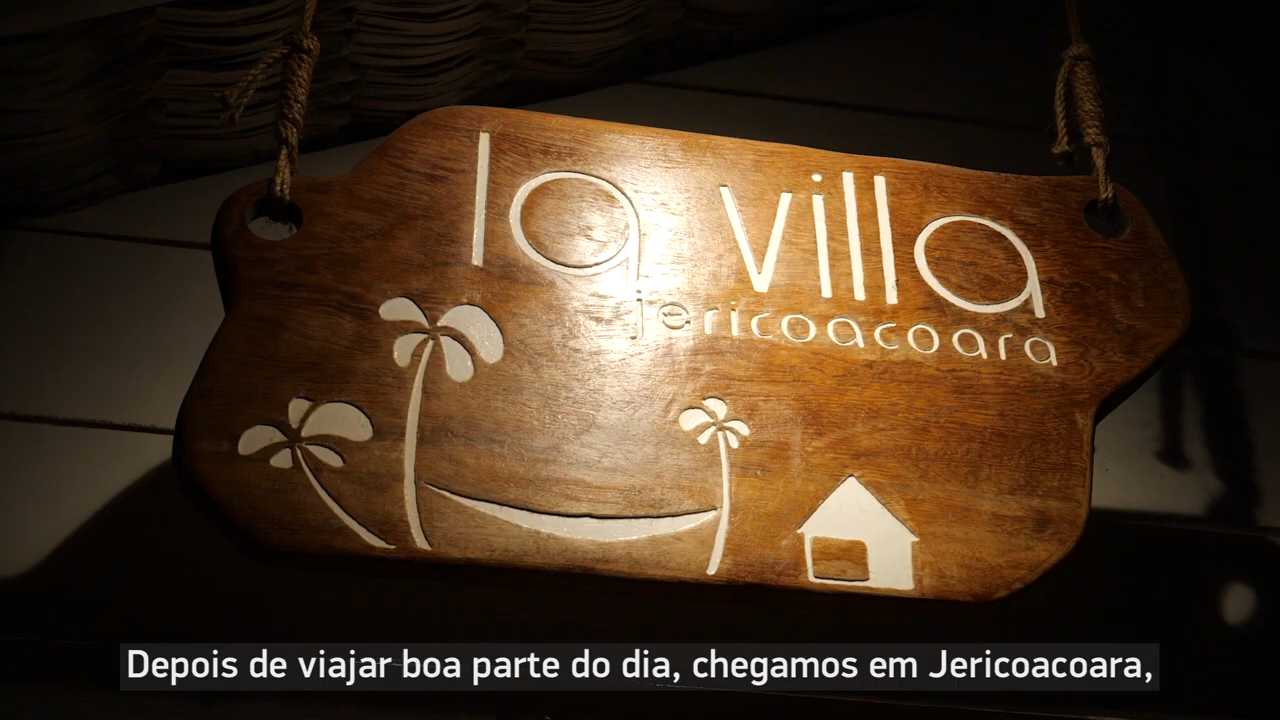 la villa
jericoacoara
Depois de viajar boa parte do dia, chegamos em Jericoacoara,